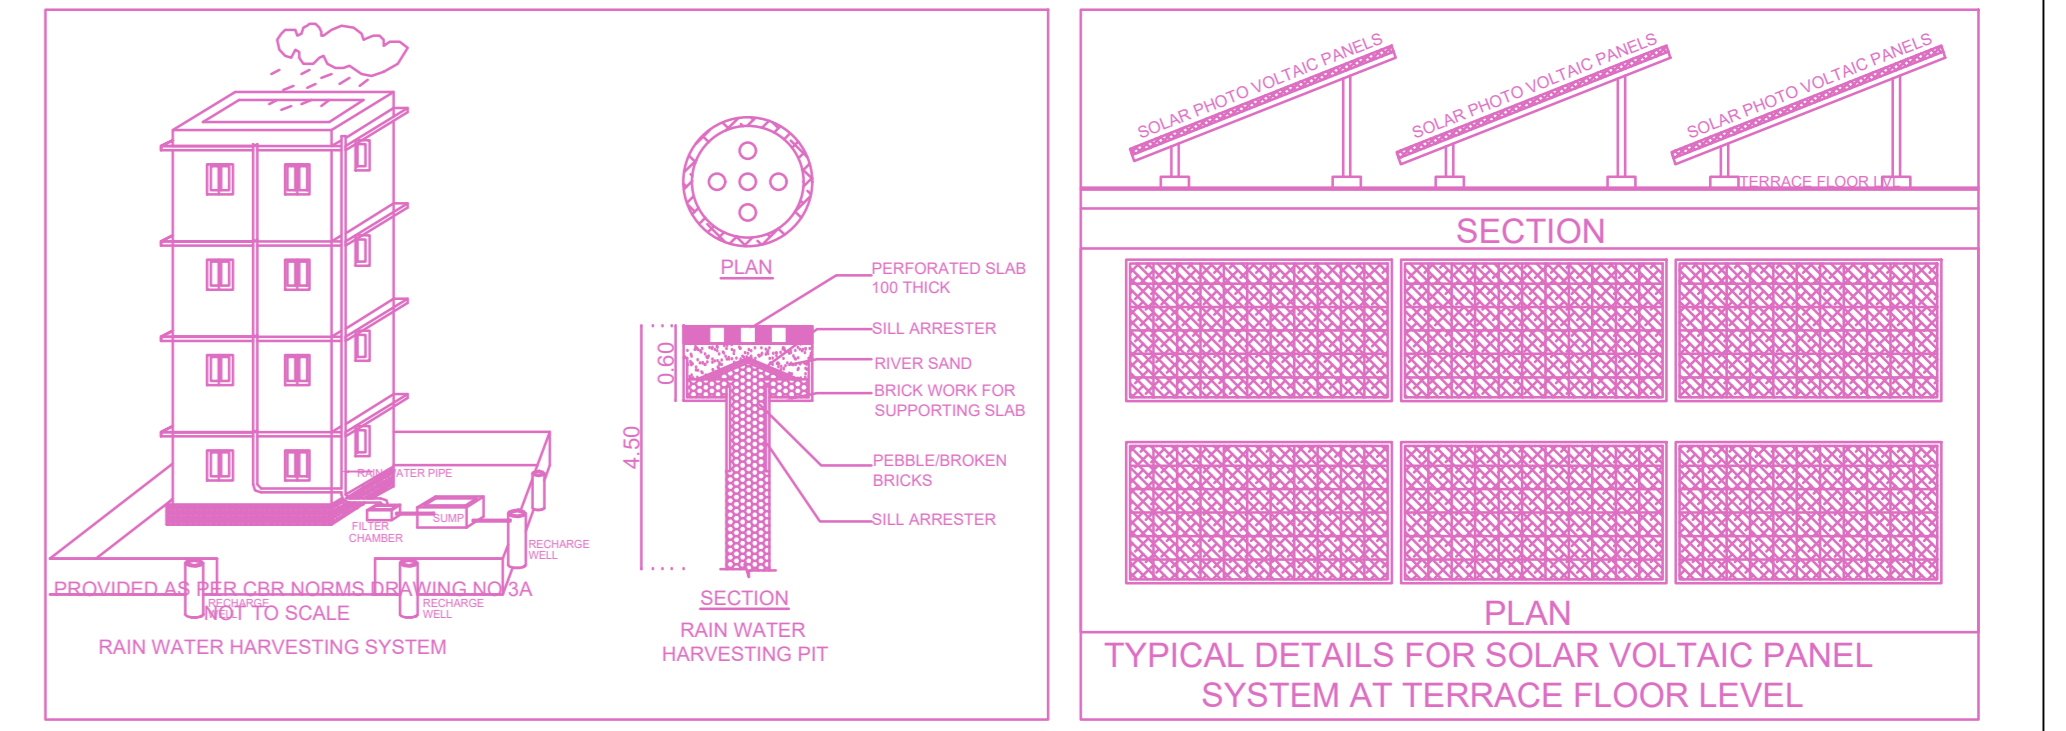 RAIN WATER PIPE
FILTER
CHAMBER
SUMP
RECHARGE
WELL
RECHARGE
WELL
RECHARGE
WELL
PROVIDED AS PER CBR NORMS DRAWING NO 3A
NOT TO SCALE
RAIN WATER HARVESTING SYSTEM
PLAN
PERFORATED SLAB
100 THICK
SILL ARRESTER
RIVER SAND
BRICK WORK FOR
SUPPORTING SLAB
PEBBLE/BROKEN
BRICKS
SILL ARRESTER
0.60
4.50
SECTION
RAIN WATER
HARVESTING PIT
SOLAR PHOTO VOLTAIC PANELS
SOLAR PHOTO VOLTAIC PANELS
SOLAR PHOTO VOLTAIC PANELS
TERRACE FLOOR LVL
SECTION
PLAN
TYPICAL DETAILS FOR SOLAR VOLTAIC PANEL
SYSTEM AT TERRACE FLOOR LEVEL